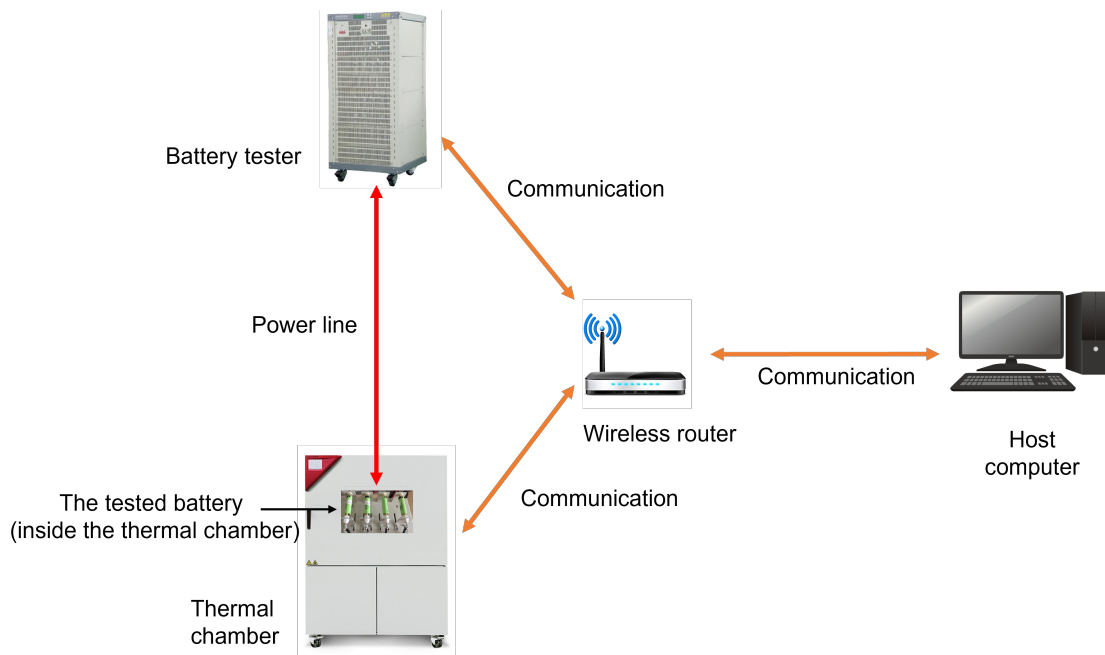 Battery tester
Communication
Power line
Communication
Wireless router
Host
computer
The tested battery
(inside the thermal chamber)
Communication
Thermal
chamber